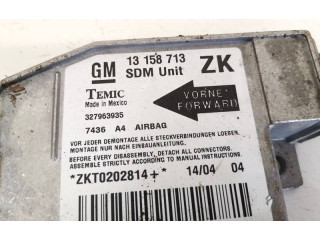 GM 13 158 713 ZK
SDM Unit
TEMIC
Made in Mexico
327963935
VORNE
FORWARD
7436 A4 AIRBAG
VOR JEDER DEMONTAGE ALLE STECKVERBINDUNGEN LOESEN.
MONTAGE NUR NACH EINBAUANLEITUNG.
BEFORE EVERY DISASSEMBLY, DETACH ALL CONNECTORS.
ASSEMBLE STRICTLY ACCORDING TO MANUAL INSTRUCTIONS
*ZKT0202814+* 14/04 04